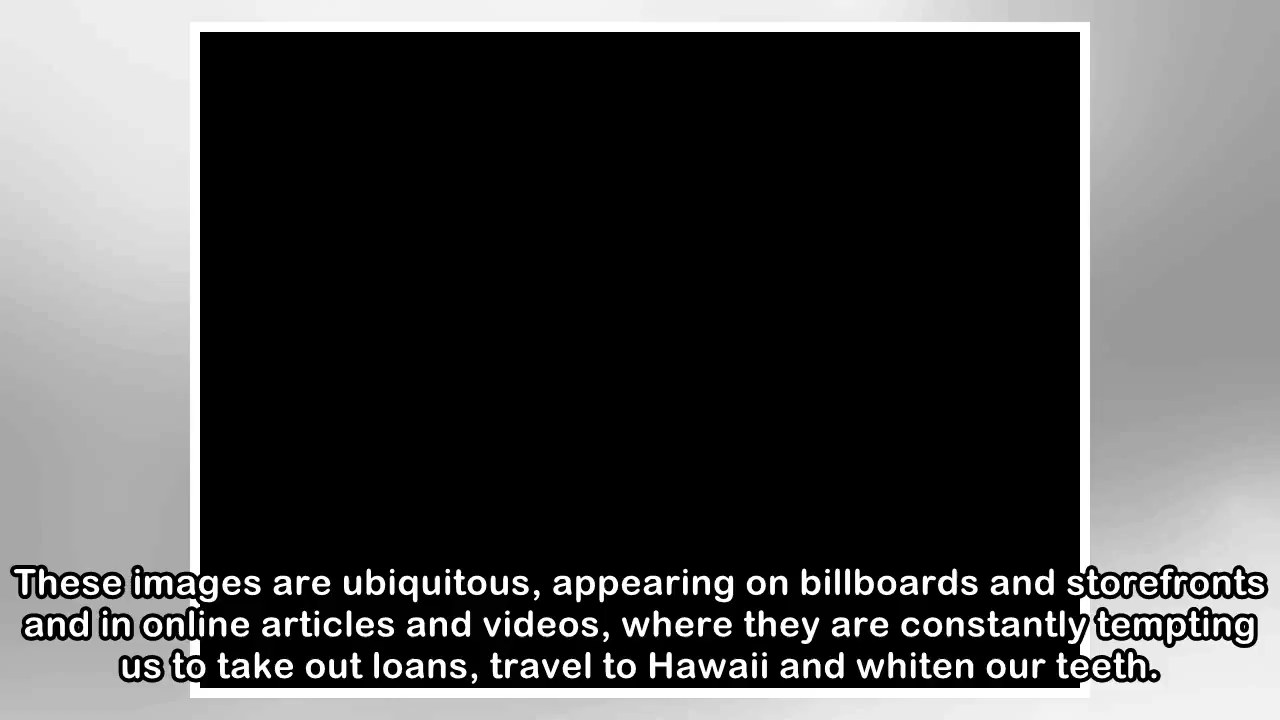 These images are ubiquitous, appearing on billboards and storefronts
and in online articles and videos, where they are constantly tempting
us to take out loans, travel to Hawaii and whiten our teeth.